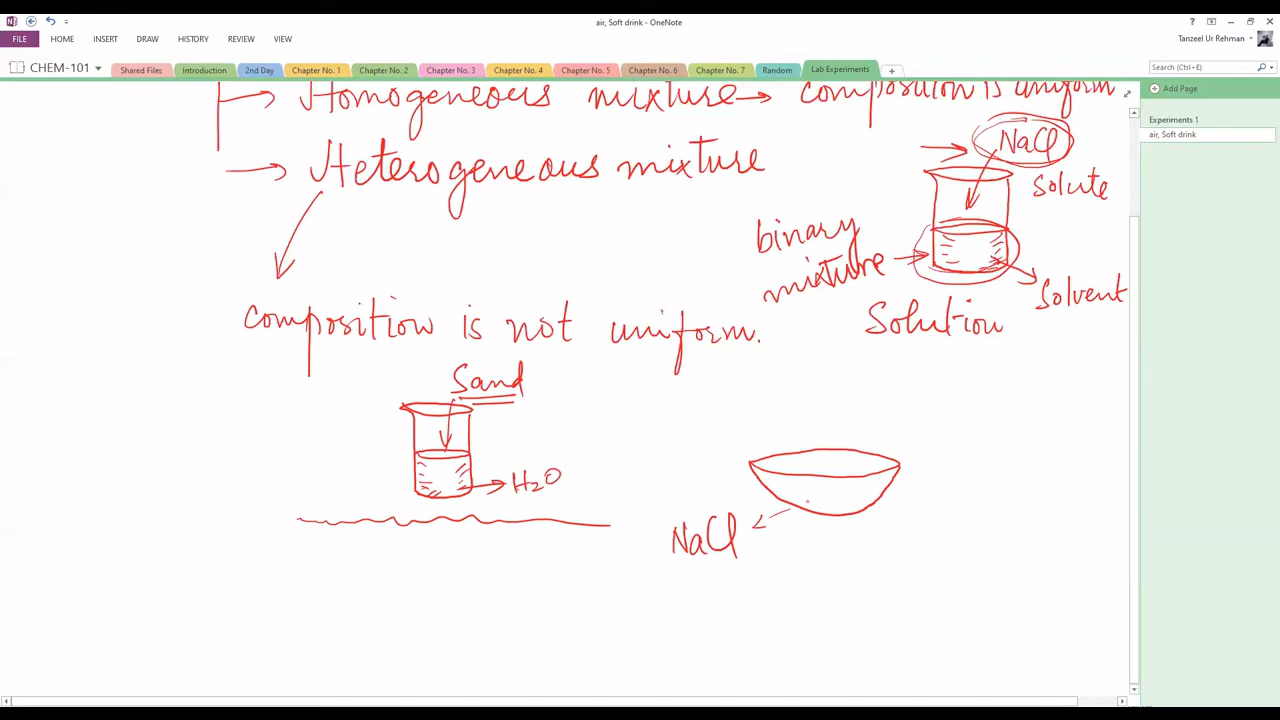 air, Soft drink - OneNote
FILE HOME INSERT DRAW HISTORY REVIEW VIEW
Tanzeel Ur Rehman
CHEM-101
Shared Files Introduction 2nd Day Chapter No. 1 Chapter No. 2 Chapter No. 3 Chapter No. 4 Chapter No. 5 Chapter No. 6 Chapter No. 7 Random Lab Experiments
Search (Ctrl+E)
Add Page
Experiments 1
air, Soft drink
→ Homogeneous mixture → composition is uniform
NaCl
→ Heterogeneous mixture
Solute
binary
mixture
Solvent
Solution
composition is not uniform.
Sand
H2O
NaCl